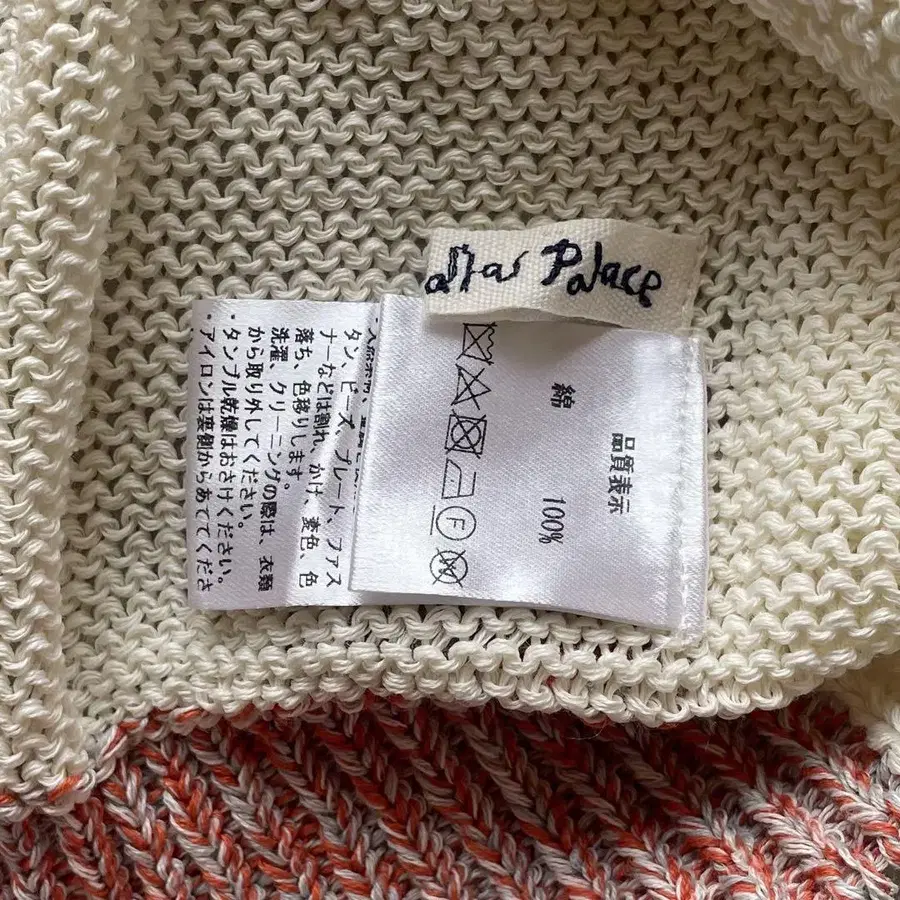 Palace
品質表示
綿 100%
F
タン、ビーズ、プレート、ファス
ナーなどは割れ、かけ、変色、色
落ち、色移りします。
洗濯、クリーニングの際は、衣類
から取り外してください。
・タンブル乾燥はおさけください。
・アイロンは裏側からあててくださ